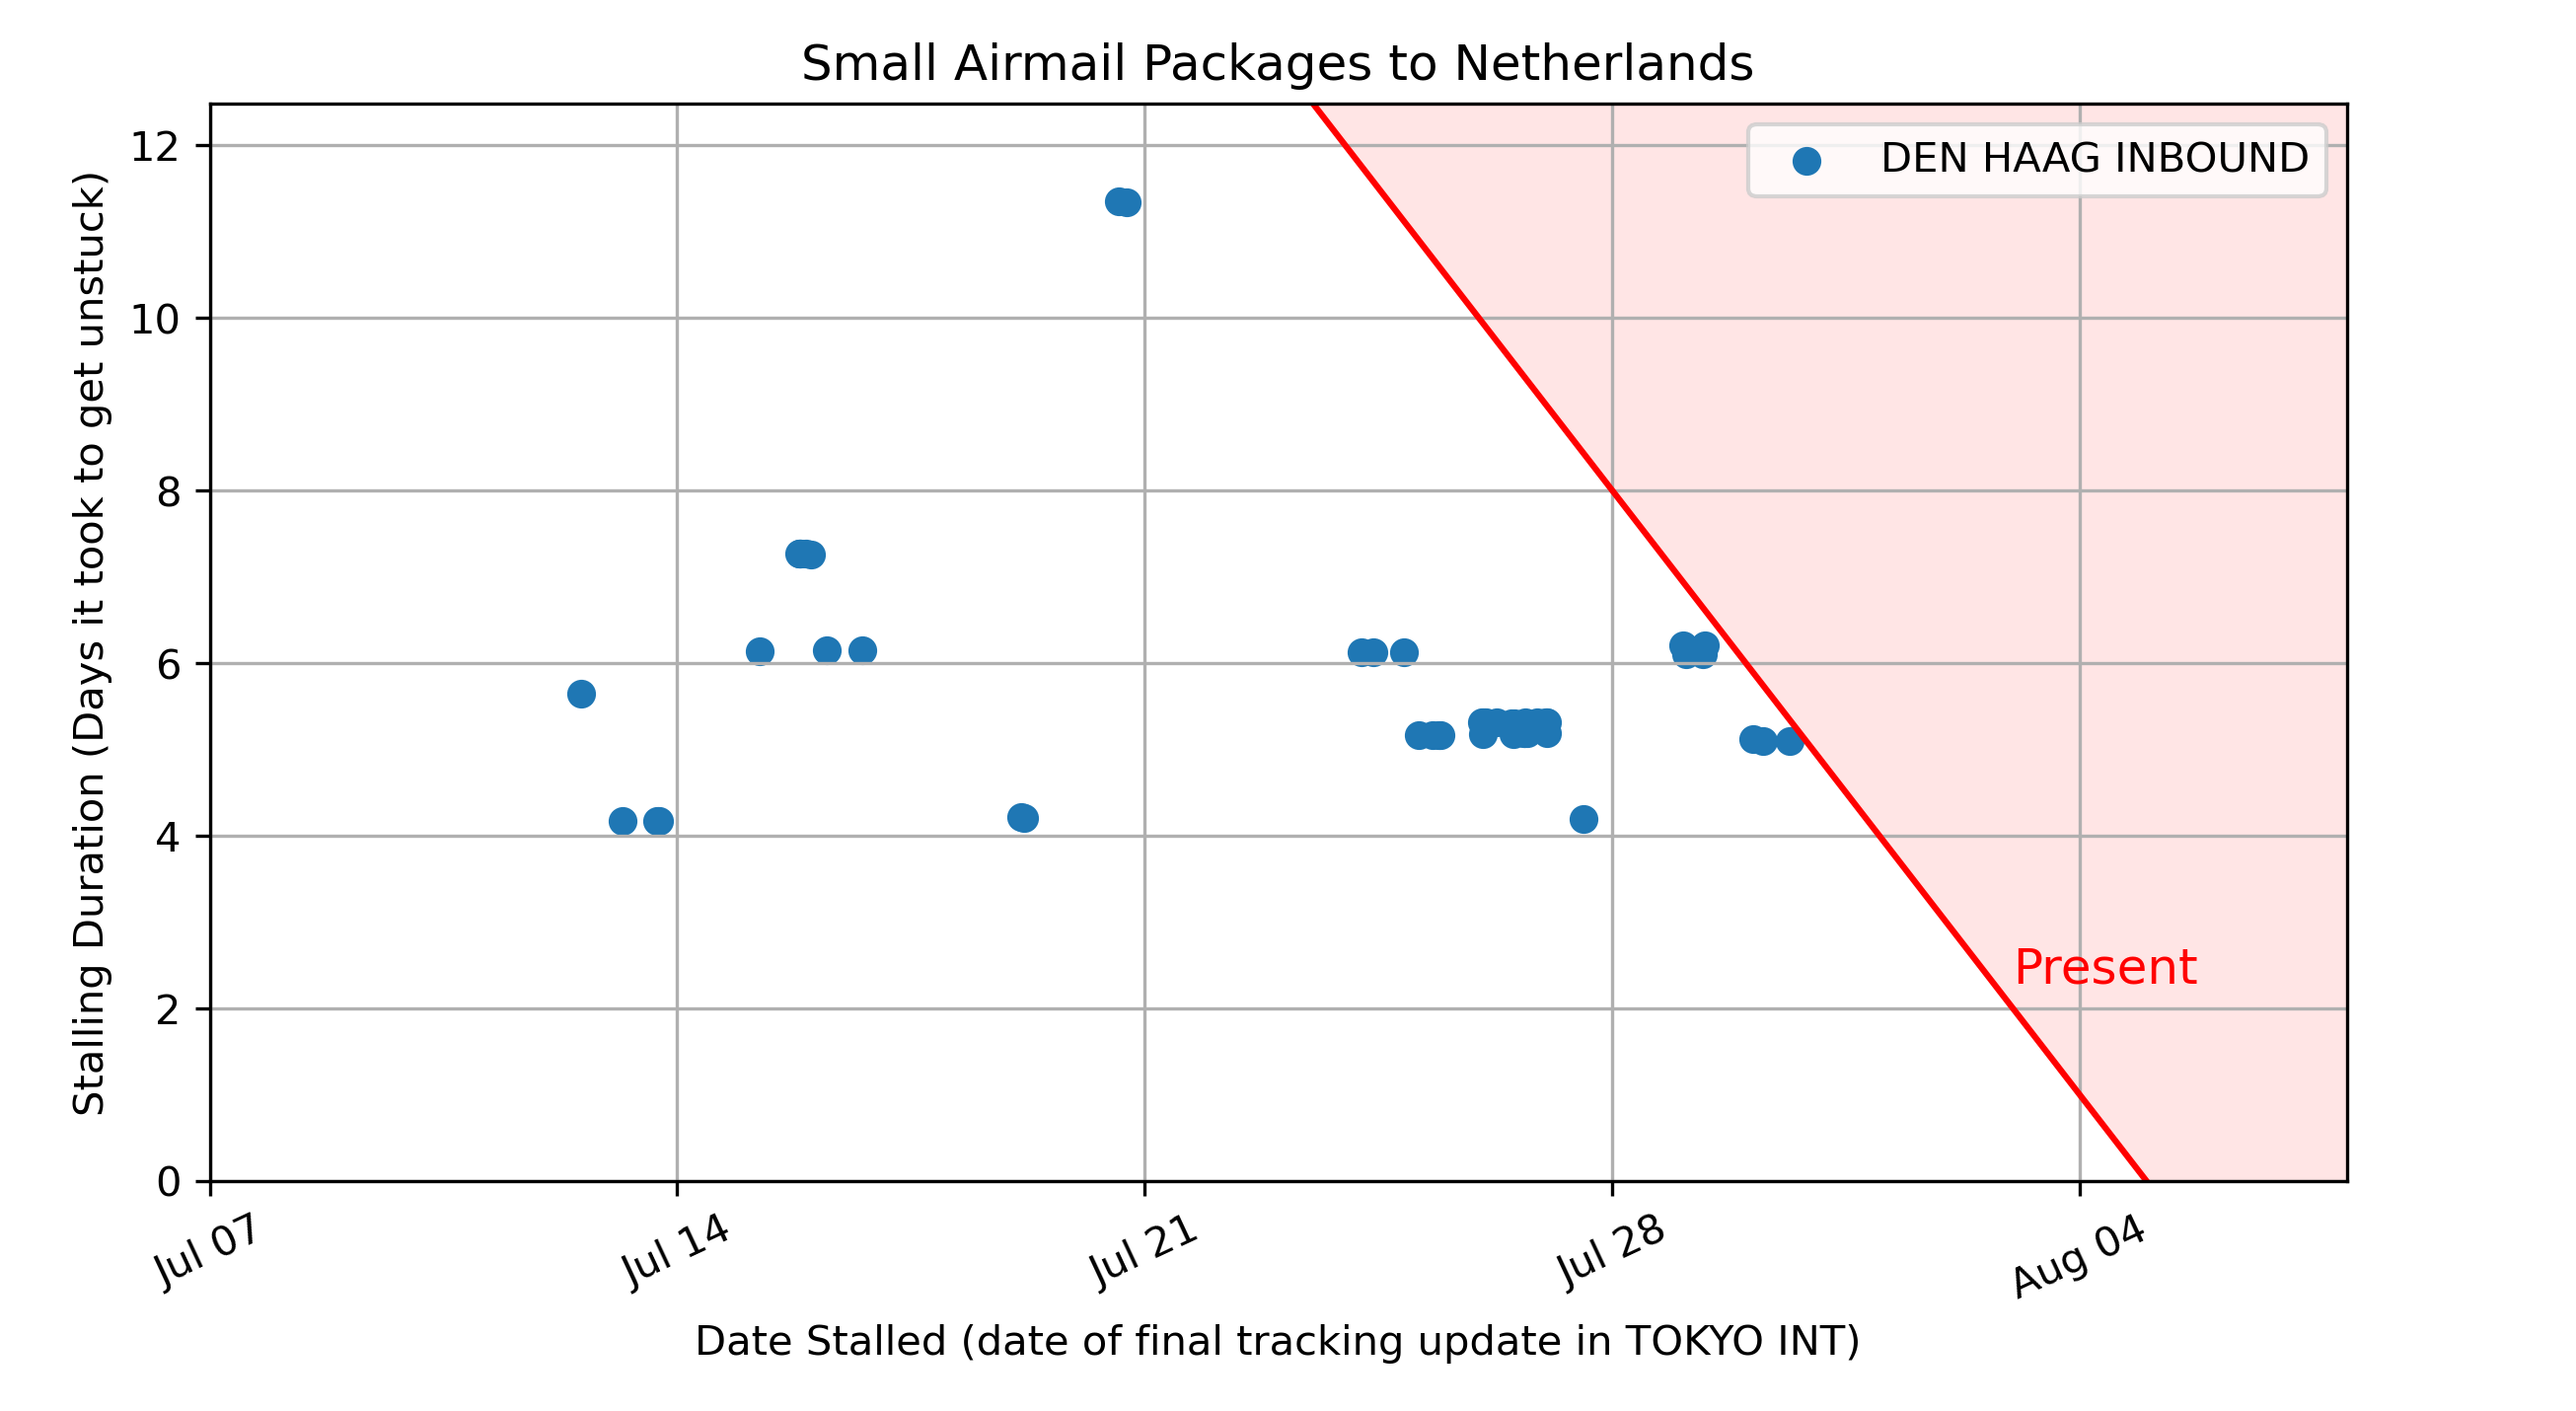 Small Airmail Packages to Netherlands
DEN HAAG INBOUND
Stalling Duration (Days it took to get unstuck)
12
10
8
6
4
2
0
Present
Jul 07
Jul 14
Jul 21
Jul 28
Aug 04
Date Stalled (date of final tracking update in TOKYO INT)